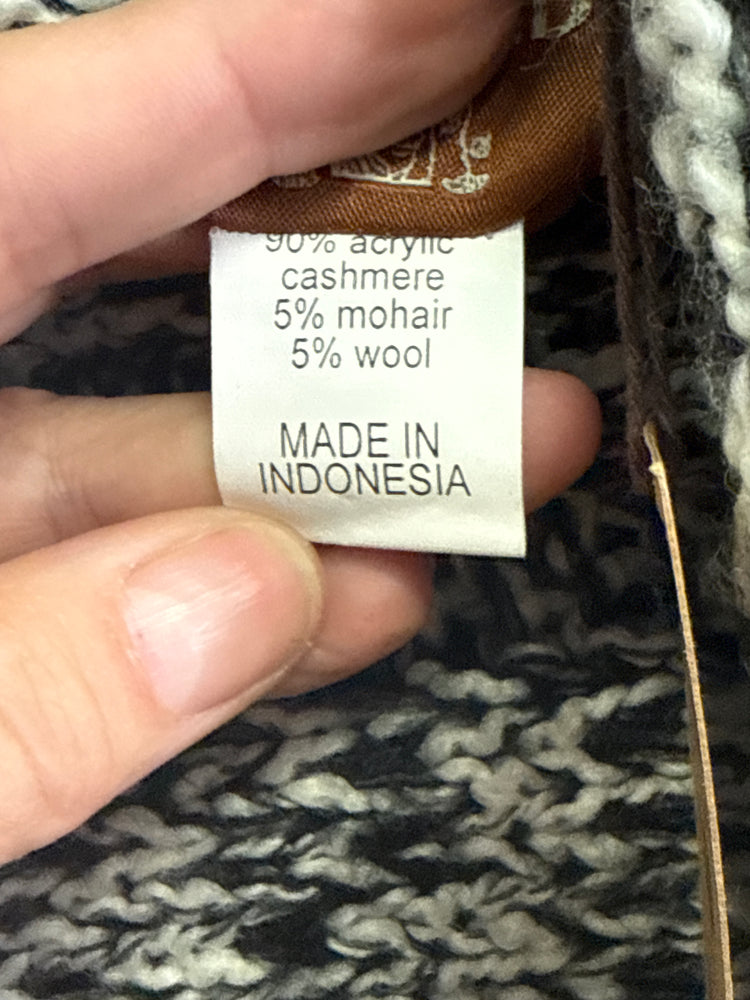 90% acrylic
cashmere
5% mohair
5% wool
MADE IN
INDONESIA